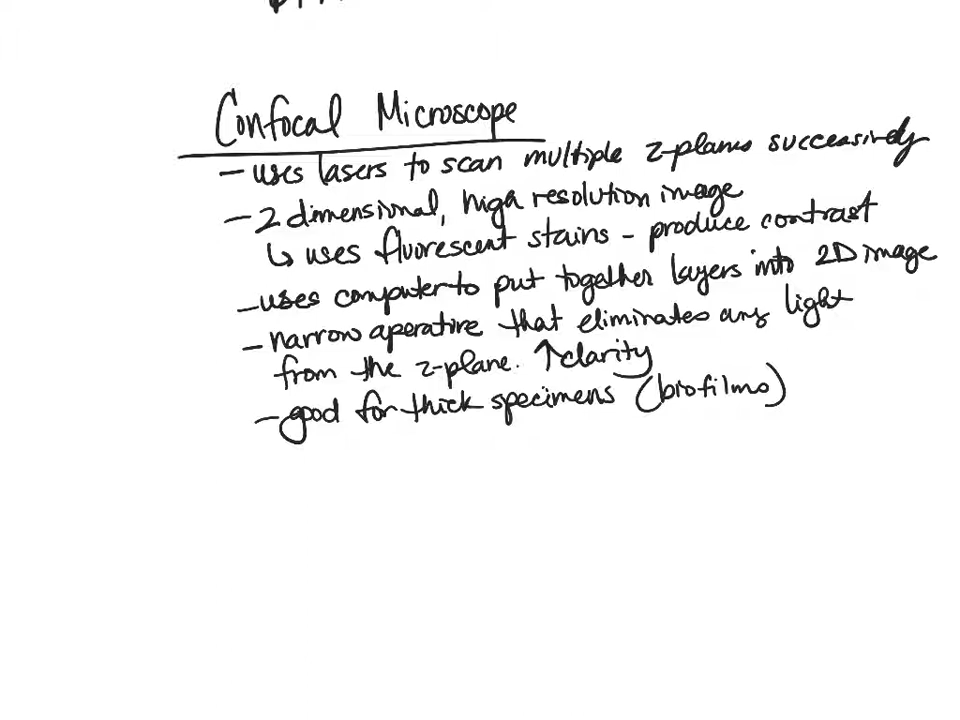 Confocal Microscope
- uses lasers to scan multiple z-planes successively
- 2 dimensional, high resolution image
↳ uses fluorescent stains - produce contrast
- uses computer to put together layers into 2D image
- narrow aperative that eliminates any light
from the z-plane. ↑clarity
- good for thick specimens (biofilms)